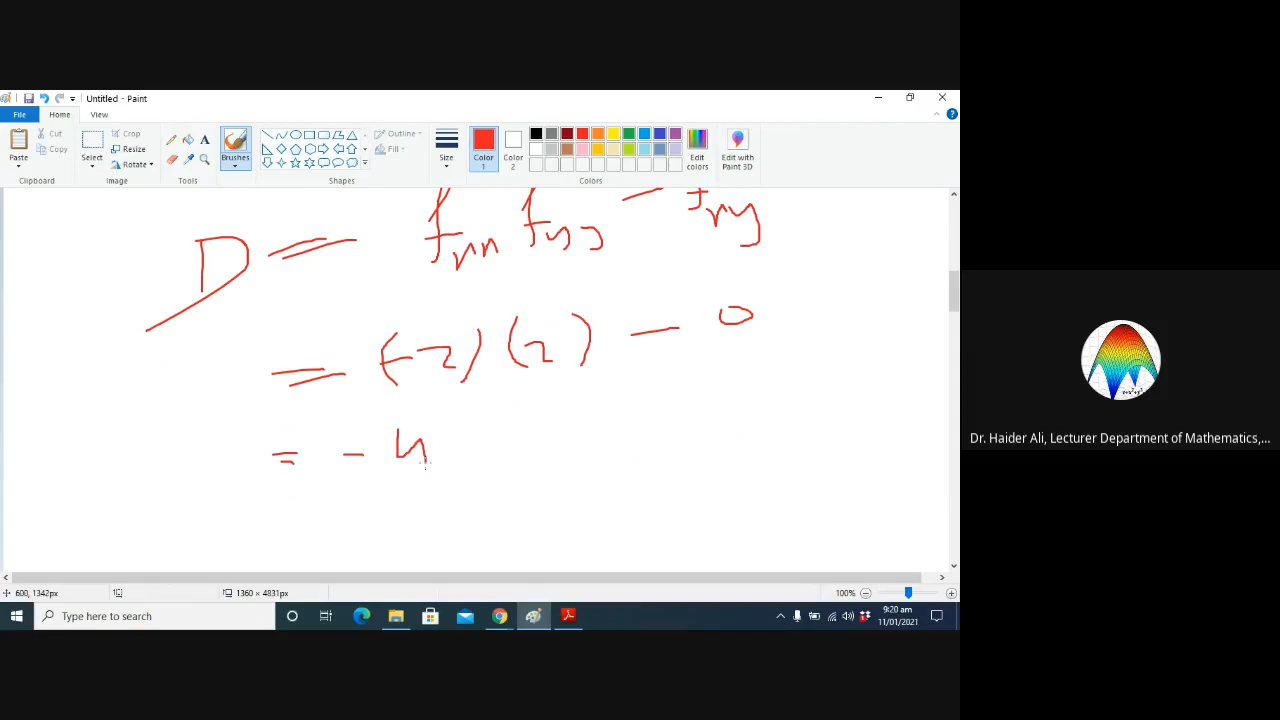 Untitled - Paint
File Home View
Paste
Cut
Copy
Clipboard
Select
Crop
Resize
Rotate
Image
Tools
Brushes
Shapes
Outline
Fill
Size
Color 1
Color 2
Colors
Edit colors
Edit with Paint 3D
D = fxx fyy - fxy
= (-2) (2) - 0
= - 4
z=x²+y²
Dr. Haider Ali, Lecturer Department of Mathematics,...
600, 1342px
1360 × 4831px
100%
Type here to search
9:20 am
11/01/2021